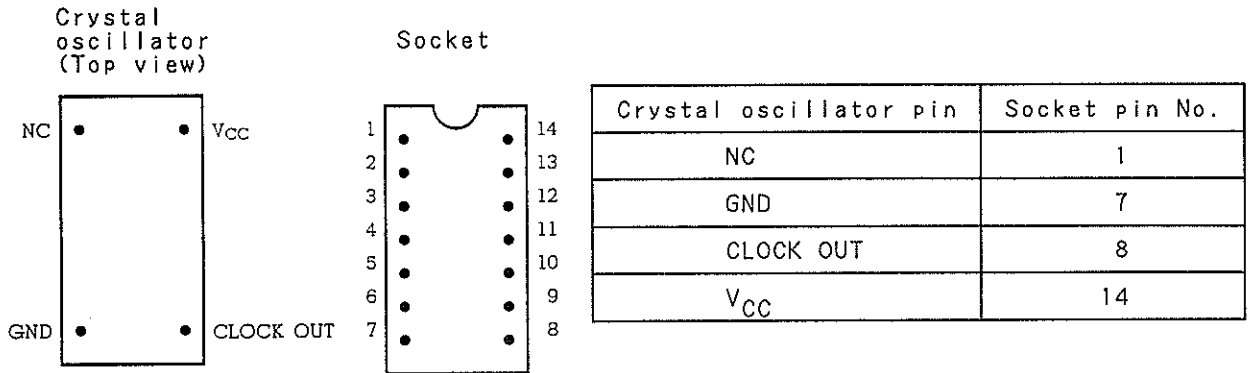 Crystal
oscillator
(Top view)
NC
VCC
GND
CLOCK OUT
Socket
1 14
2 13
3 12
4 11
5 10
6 9
7 8
Crystal oscillator pin Socket pin No.
NC 1
GND 7
CLOCK OUT 8
VCC 14